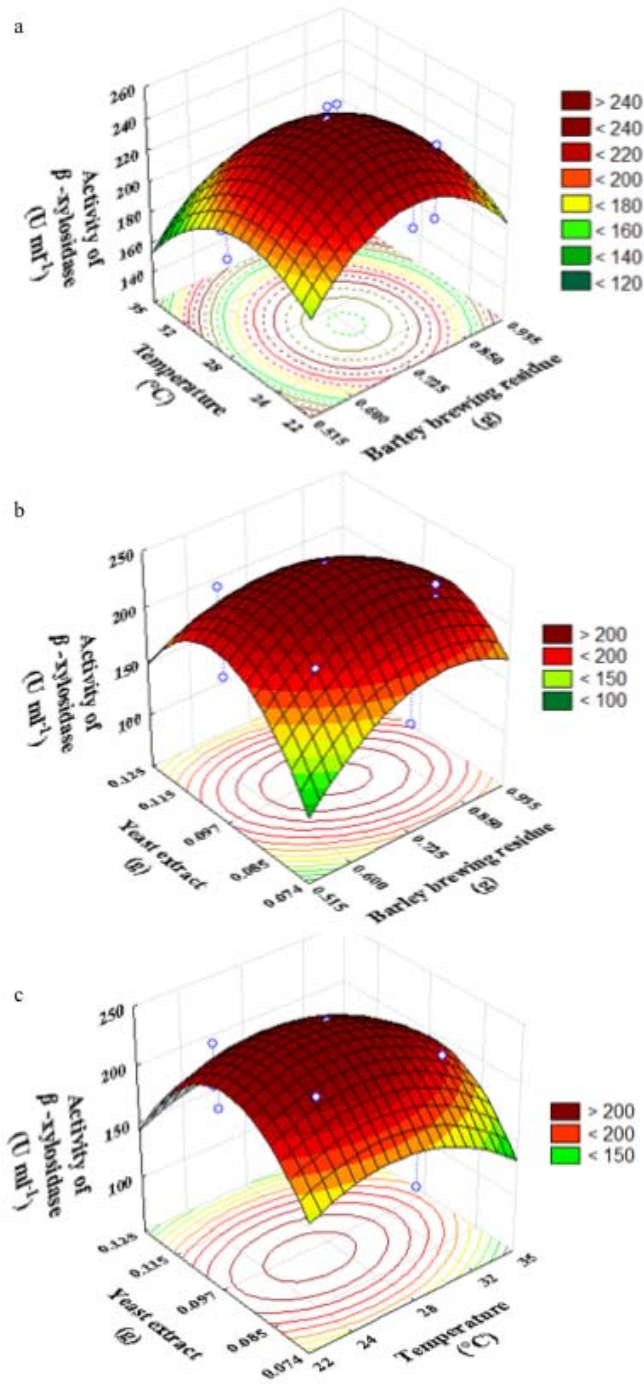 a
260
240
220
200
180
160
140
Activity of
β -xylosidase
(U ml-1)
35
32
28
24
22
Temperature
(°C)
0.515
0.600
0.725
0.850
0.935
Barley brewing residue
(g)
> 240
< 240
< 220
< 200
< 180
< 160
< 140
< 120
b
250
200
150
100
Activity of
β -xylosidase
(U ml-1)
0.115
0.097
0.085
0.074
Yeast extract
(g)
0.515
0.600
0.725
0.850
0.935
Barley brewing residue
(g)
> 200
< 200
< 150
< 100
c
250
200
150
100
Activity of
β -xylosidase
(U ml-1)
0.115
0.097
0.085
0.074
Yeast extract
(g)
22
24
28
32
35
Temperature
(°C)
> 200
< 200
< 150